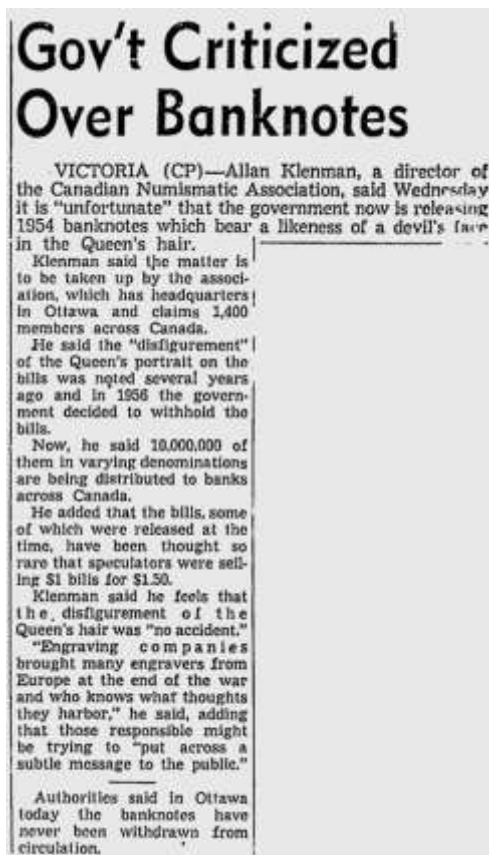 Gov't Criticized
Over Banknotes
VICTORIA (CP)—Allan Klenman, a director of
the Canadian Numismatic Association, said Wednesday
it is "unfortunate" that the government now is releasing
1954 banknotes which bear a likeness of a devil's face
in the Queen's hair.
Klenman said the matter is
to be taken up by the associ-
ation, which has headquarters
in Ottawa and claims 1,400
members across Canada.
He said the "disfigurement"
of the Queen's portrait on the
bills was noted several years
ago and in 1956 the govern-
ment decided to withhold the
bills.
Now, he said 10,000,000 of
them in varying denominations
are being distributed to banks
across Canada.
He added that the bills, some
of which were released at the
time, have been thought so
rare that speculators were sell-
ing $1 bills for $1.50.
Klenman said he feels that
the disfigurement of the
Queen's hair was "no accident."
"Engraving companies
brought many engravers from
Europe at the end of the war
and who knows what thoughts
they harbor," he said, adding
that those responsible might
be trying to "put across a
subtle message to the public."
Authorities said in Ottawa
today the banknotes have
never been withdrawn from
circulation.